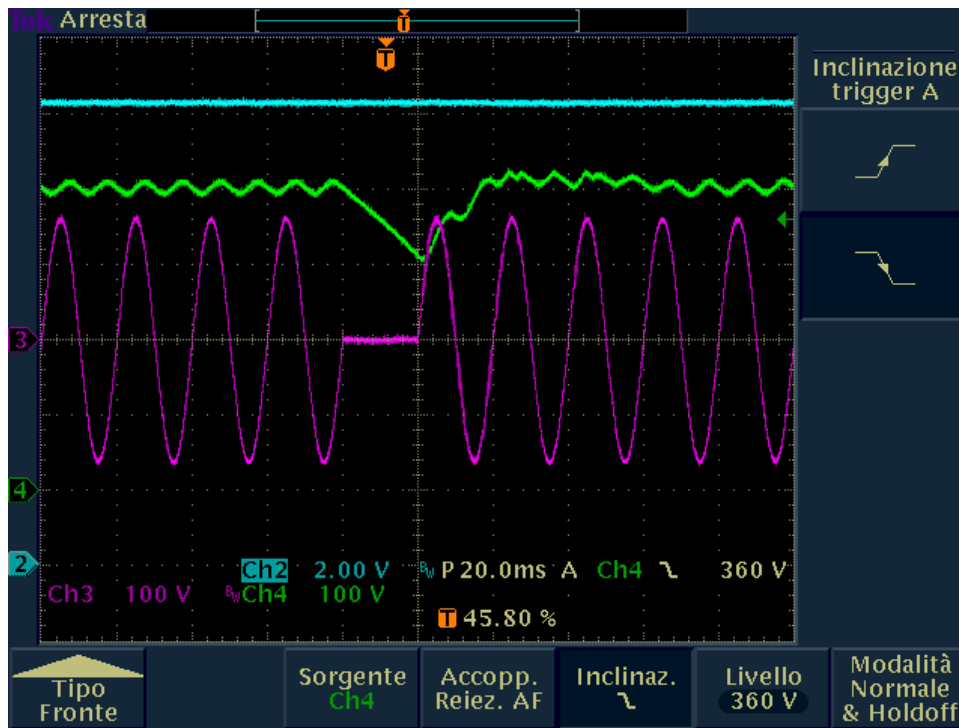 Tek Arresta
T
T
Inclinazione
trigger A
3
4
2
Ch2 2.00 V BW P 20.0ms A Ch4 360 V
Ch3 100 V BW Ch4 100 V
T 45.80 %
Tipo
Fronte
Sorgente
Ch4
Accopp.
Reiez. AF
Inclinaz.
Livello
360 V
Modalità
Normale
& Holdoff